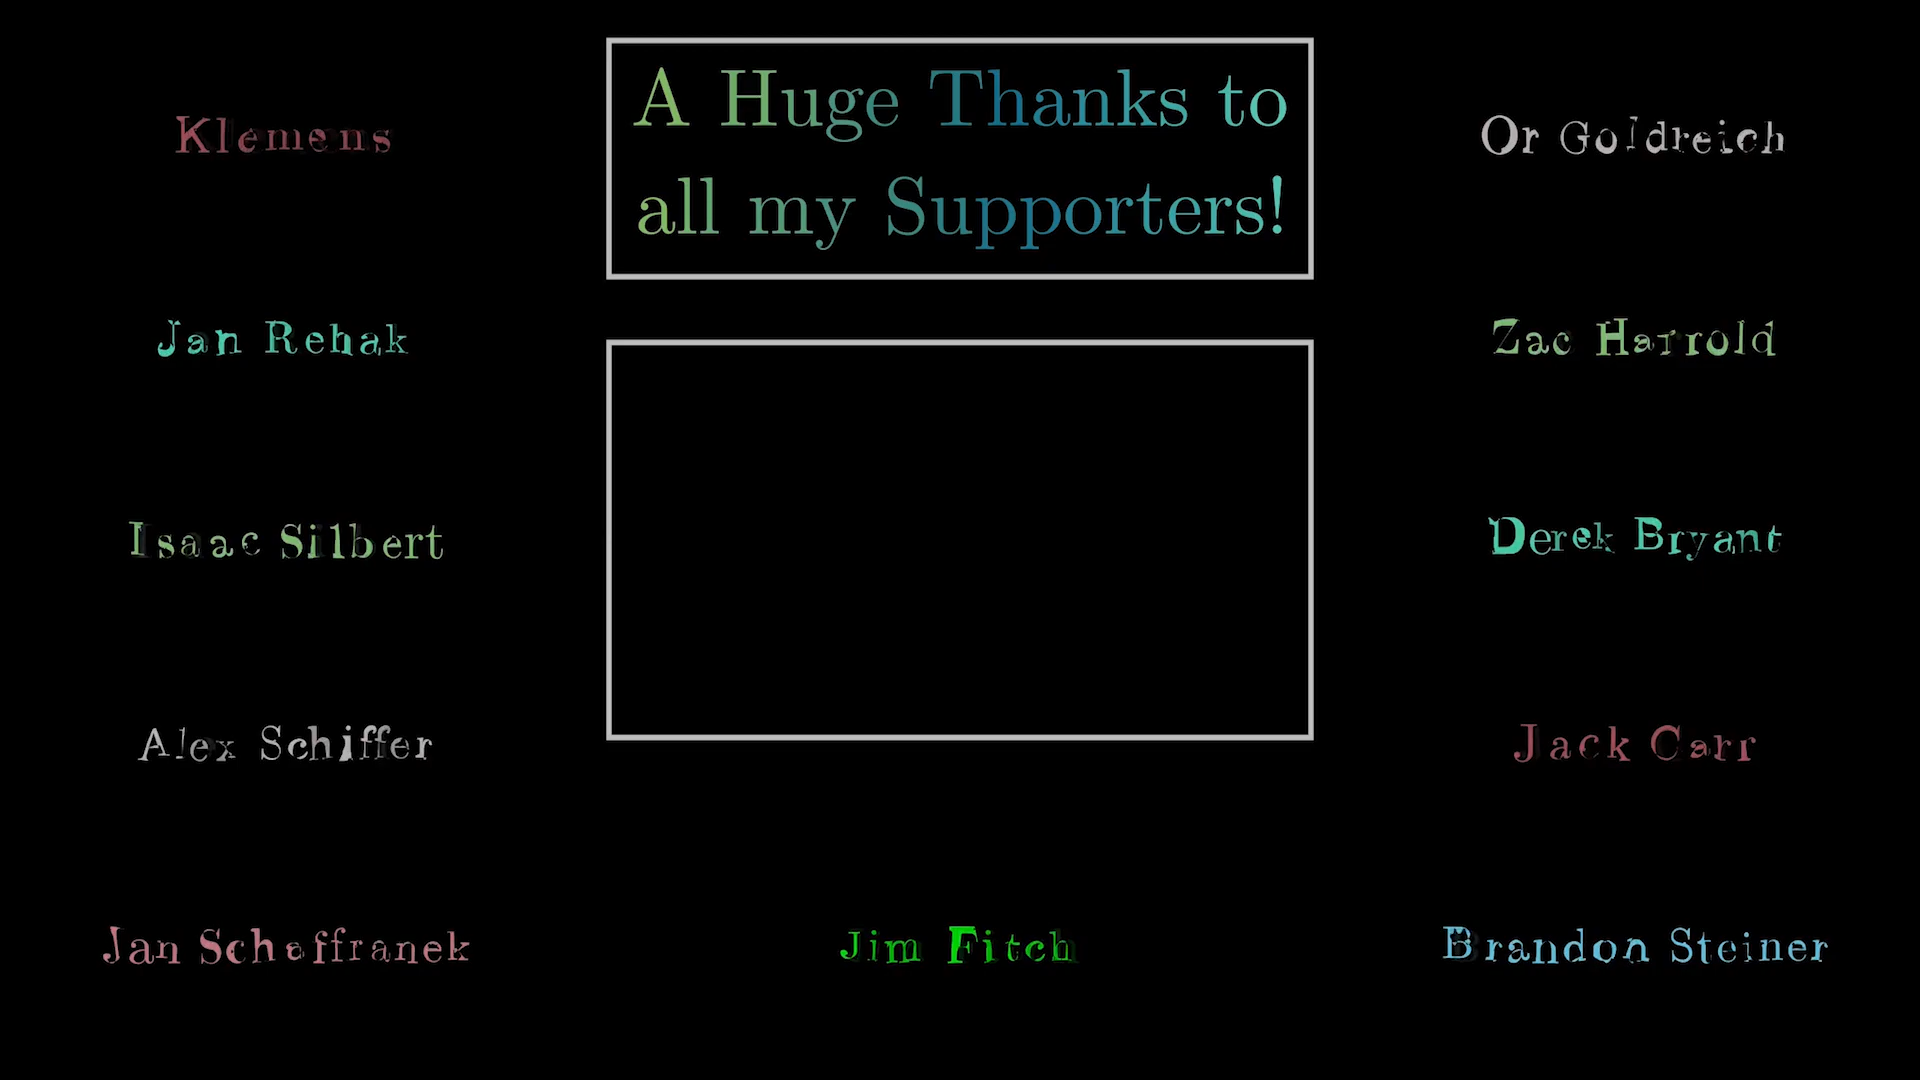 A Huge Thanks to
all my Supporters!
Klemens
Jan Rehak
Isaac Silbert
Alex Schiffer
Jan Scheffranek
Jim Fitch
Or Goldreich
Zac Harrold
Derek Bryant
Jack Carr
Brandon Steiner